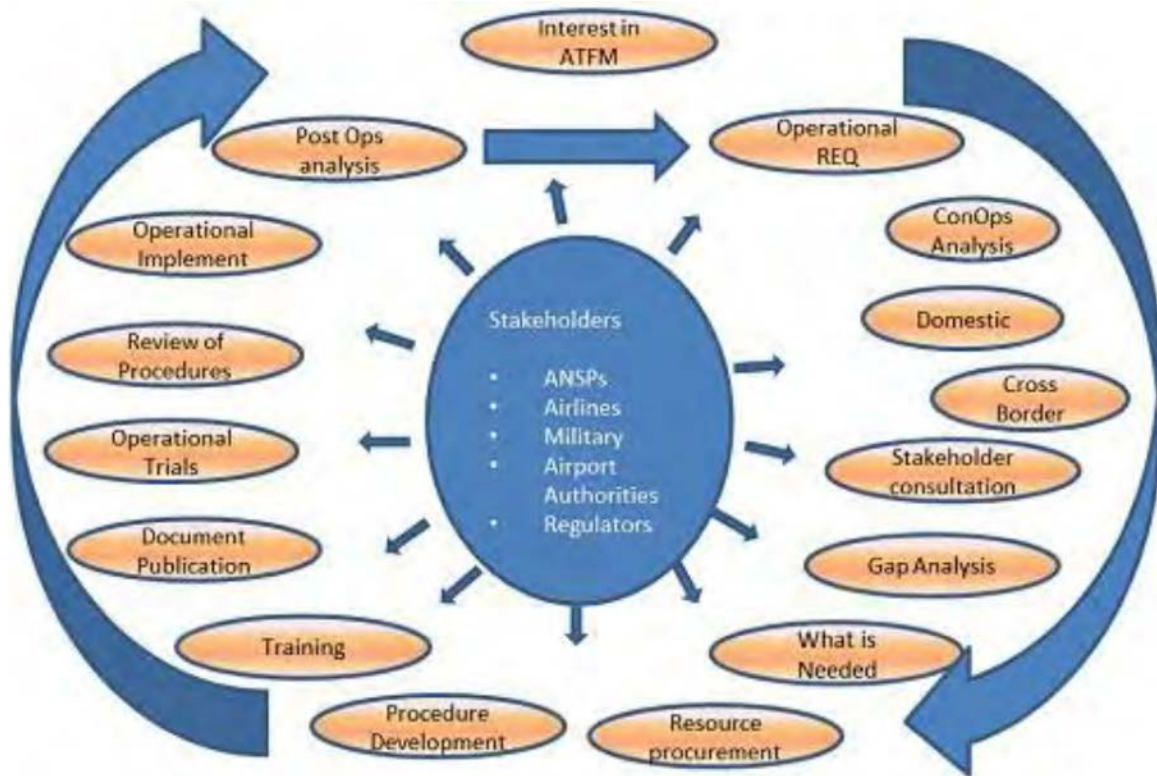 Interest in
ATFM
Operational
REQ
ConOps
Analysis
Domestic
Cross
Border
Stakeholder
consultation
Gap Analysis
What is
Needed
Resource
procurement
Procedure
Development
Training
Document
Publication
Operational
Trials
Review of
Procedures
Operational
Implement
Post Ops
analysis
Stakeholders
• ANSPs
• Airlines
• Military
• Airport
Authorities
• Regulators